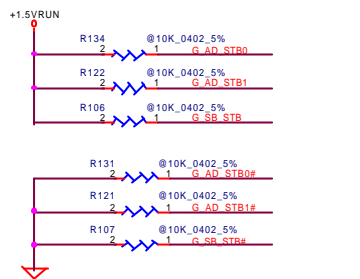 +1.5VRUN
R134 @10K_0402_5%
2 1 G_AD_STB0
R122 @10K_0402_5%
2 1 G_AD_STB1
R106 @10K_0402_5%
2 1 G_SB_STB
R131 @10K_0402_5%
2 1 G_AD_STB0#
R121 @10K_0402_5%
2 1 G_AD_STB1#
R107 @10K_0402_5%
2 1 G_SB_STB#